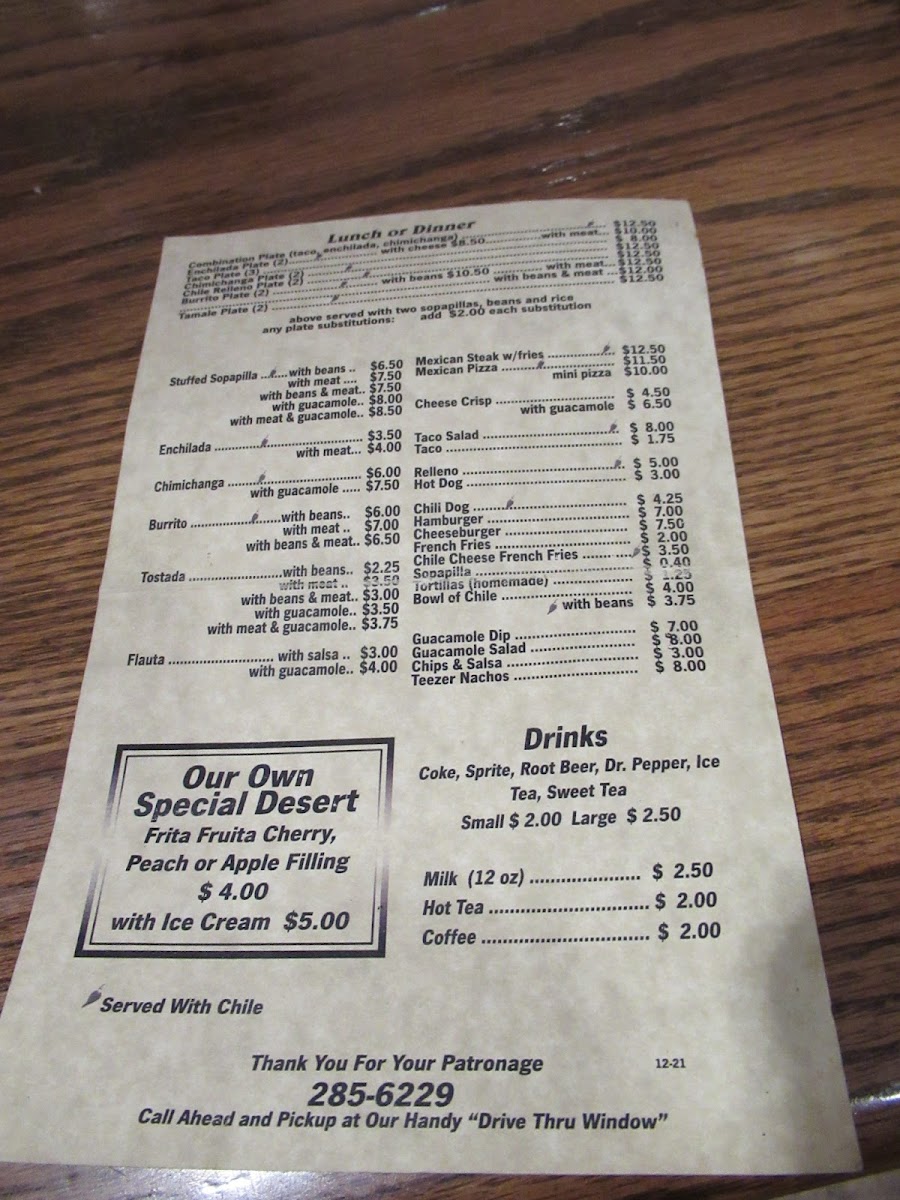 Lunch or Dinner
Combination Plate (taco, enchilada, chimichanga) $12.50
Enchilada Plate (2) with cheese $8.50 with meat... $10.00
Taco Plate (3) $ 8.00
Chimichanga Plate (2) $12.50
Chile Relleno Plate (2) $12.50
Burrito Plate (2) with beans $10.50 with meat... $12.50
with beans & meat ... $12.00
Tamale Plate (2) $12.50
above served with two sopapillas, beans and rice
any plate substitutions: add $2.00 each substitution
Stuffed Sopapilla ...with beans .. $6.50
with meat .... $7.50
with beans & meat.. $7.50
with guacamole.. $8.00
with meat & guacamole.. $8.50
Enchilada ........ $3.50
with meat... $4.00
Chimichanga ........ $6.00
with guacamole ..... $7.50
Burrito ........with beans.. $6.00
with meat .. $7.00
with beans & meat.. $6.50
Tostada ........with beans.. $2.25
with meat .. $3.50
with beans & meat.. $3.00
with guacamole.. $3.50
with meat & guacamole.. $3.75
Flauta ........ with salsa .. $3.00
with guacamole.. $4.00
Mexican Steak w/fries ........ $12.50
Mexican Pizza ........ $11.50
mini pizza $10.00
Cheese Crisp ........ $ 4.50
with guacamole $ 6.50
Taco Salad ........ $ 8.00
Taco ........ $ 1.75
Relleno ........ $ 5.00
Hot Dog ........ $ 3.00
Chili Dog ........ $ 4.25
Hamburger ........ $ 7.00
Cheeseburger ........ $ 7.50
French Fries ........ $ 2.00
Chile Cheese French Fries ........ $ 3.50
Sopapilla ........ $ 0.40
Tortillas (homemade) ........ $ 1.25
Bowl of Chile ........ $ 4.00
with beans $ 3.75
Guacamole Dip ........ $ 7.00
Guacamole Salad ........ $ 8.00
Chips & Salsa ........ $ 3.00
Teezer Nachos ........ $ 8.00
Our Own
Special Desert
Frita Fruita Cherry,
Peach or Apple Filling
$ 4.00
with Ice Cream $5.00
Drinks
Coke, Sprite, Root Beer, Dr. Pepper, Ice
Tea, Sweet Tea
Small $ 2.00 Large $ 2.50
Milk (12 oz) ........ $ 2.50
Hot Tea ........ $ 2.00
Coffee ........ $ 2.00
Served With Chile
Thank You For Your Patronage 12-21
285-6229
Call Ahead and Pickup at Our Handy “Drive Thru Window”